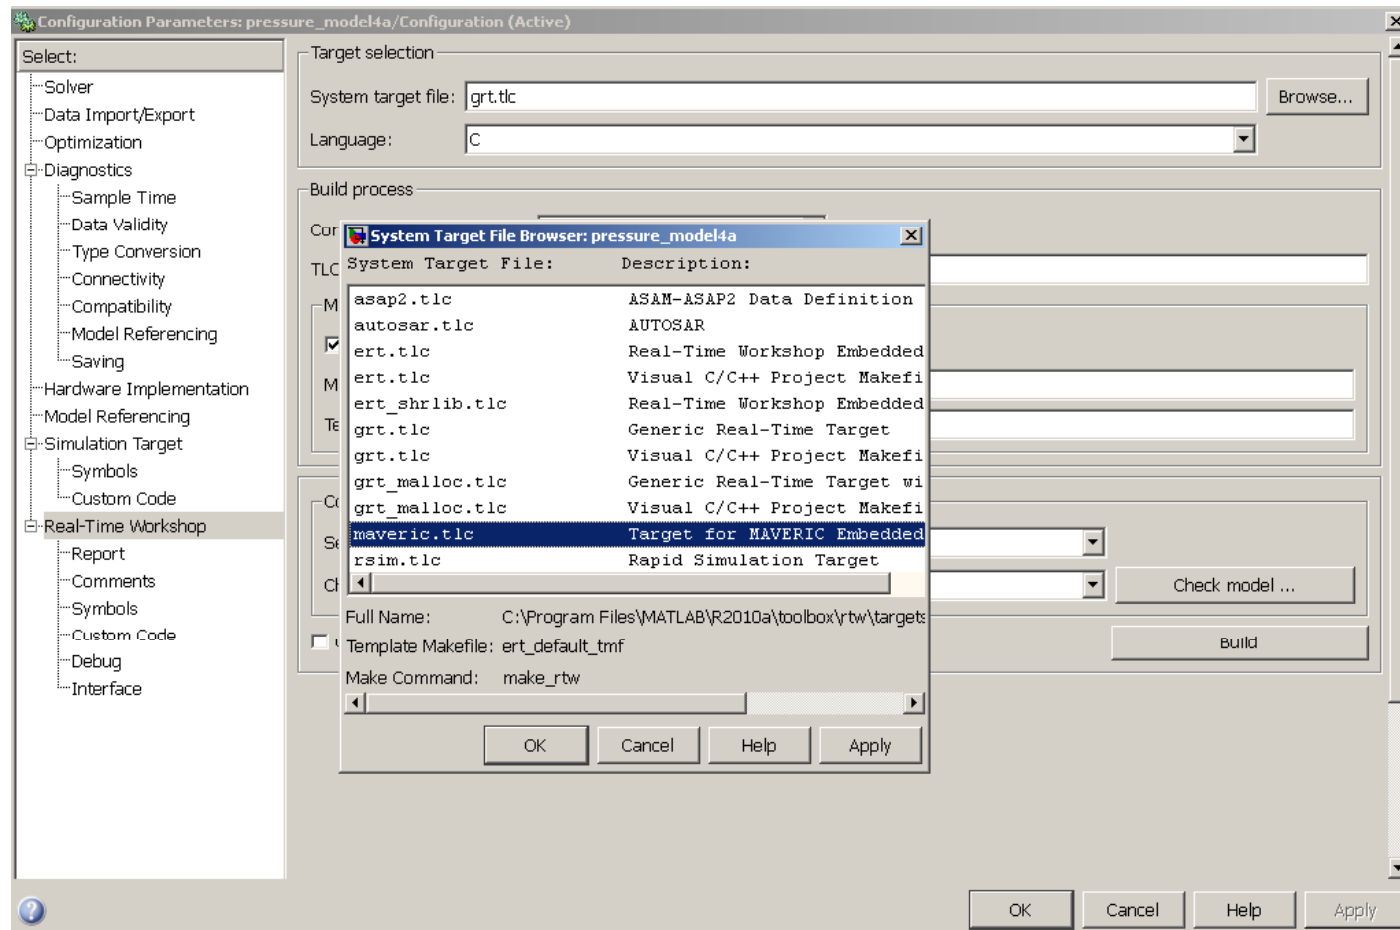 Configuration Parameters: pressure_model4a/Configuration (Active)
Select:
Solver
Data Import/Export
Optimization
Diagnostics
Sample Time
Data Validity
Type Conversion
Connectivity
Compatibility
Model Referencing
Saving
Hardware Implementation
Model Referencing
Simulation Target
Symbols
Custom Code
Real-Time Workshop
Report
Comments
Symbols
Custom Code
Debug
Interface
Target selection
System target file: grt.tlc Browse...
Language: C
Build process
Cor
TLC
M
M
Te
Se
Check model ...
Build
System Target File Browser: pressure_model4a
System Target File: Description:
asap2.tlc ASAM-ASAP2 Data Definition
autosar.tlc AUTOSAR
ert.tlc Real-Time Workshop Embedded
ert.tlc Visual C/C++ Project Makefi
ert_shrlib.tlc Real-Time Workshop Embedded
grt.tlc Generic Real-Time Target
grt.tlc Visual C/C++ Project Makefi
grt_malloc.tlc Generic Real-Time Target wi
grt_malloc.tlc Visual C/C++ Project Makefi
maveric.tlc Target for MAVERIC Embedded
rsim.tlc Rapid Simulation Target
Full Name: C:\Program Files\MATLAB\R2010a\toolbox\rtw\targets
Template Makefile: ert_default_tmf
Make Command: make_rtw
OK Cancel Help Apply
OK Cancel Help Apply